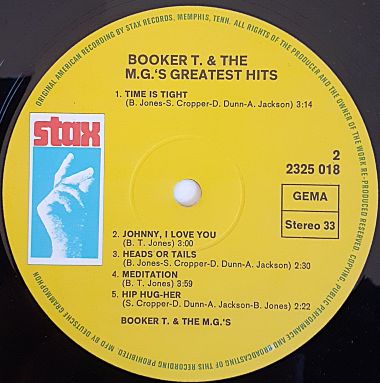 ORIGINAL AMERICAN RECORDING BY STAX RECORDS, MEMPHIS, TENN. ALL RIGHTS OF THE PRODUCER AND THE OWNER OF THE WORK RE-PRODUCED RESERVED. COPYING, PUBLIC PERFORMANCE AND BROADCASTING OF THIS RECORDING PROHIBITED. MFD BY DEUTSCHE GRAMMOPHON
BOOKER T. & THE
M.G.'S GREATEST HITS
1. TIME IS TIGHT
(B. Jones-S. Cropper-D. Dunn-A. Jackson) 3:14
stax
2
2325 018
GEMA
Stereo 33
2. JOHNNY, I LOVE YOU
(B. T. Jones) 3:00
3. HEADS OR TAILS
(B. Jones-S. Cropper-D. Dunn-A. Jackson) 2:30
4. MEDITATION
(B. T. Jones) 3:59
5. HIP HUG-HER
(S. Cropper-D. Dunn-A. Jackson-B. Jones) 2:22
BOOKER T. & THE M.G.'S